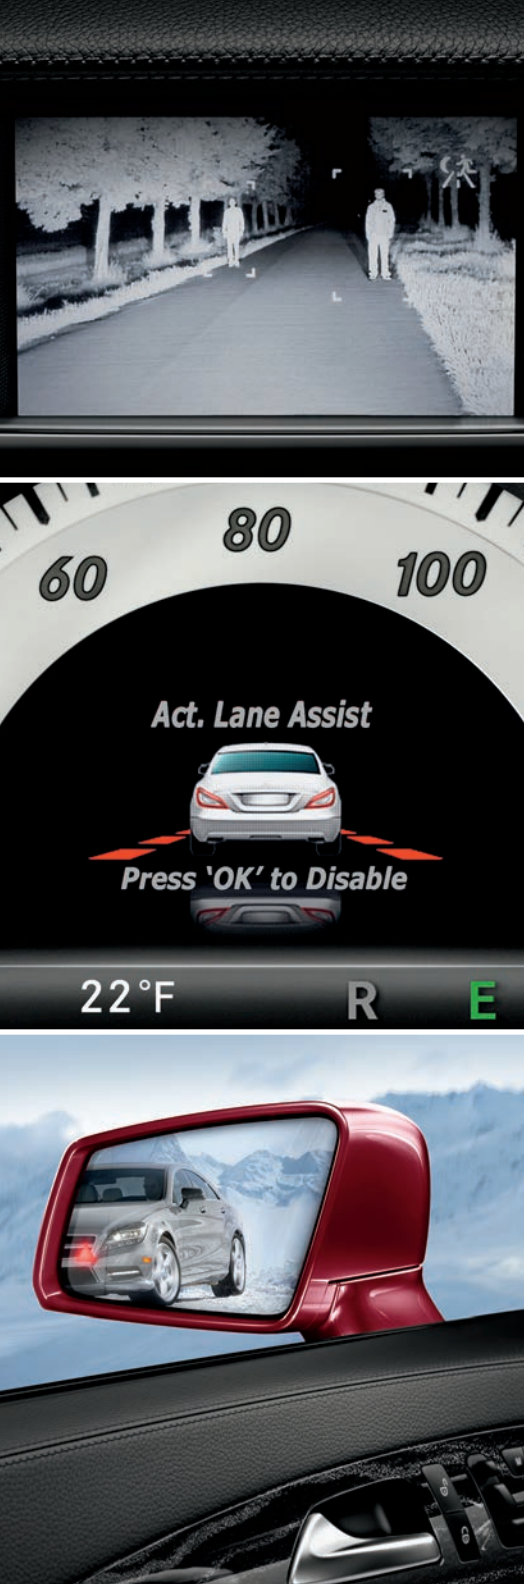 60
80
100
Act. Lane Assist
Press ‘OK’ to Disable
22°F R E